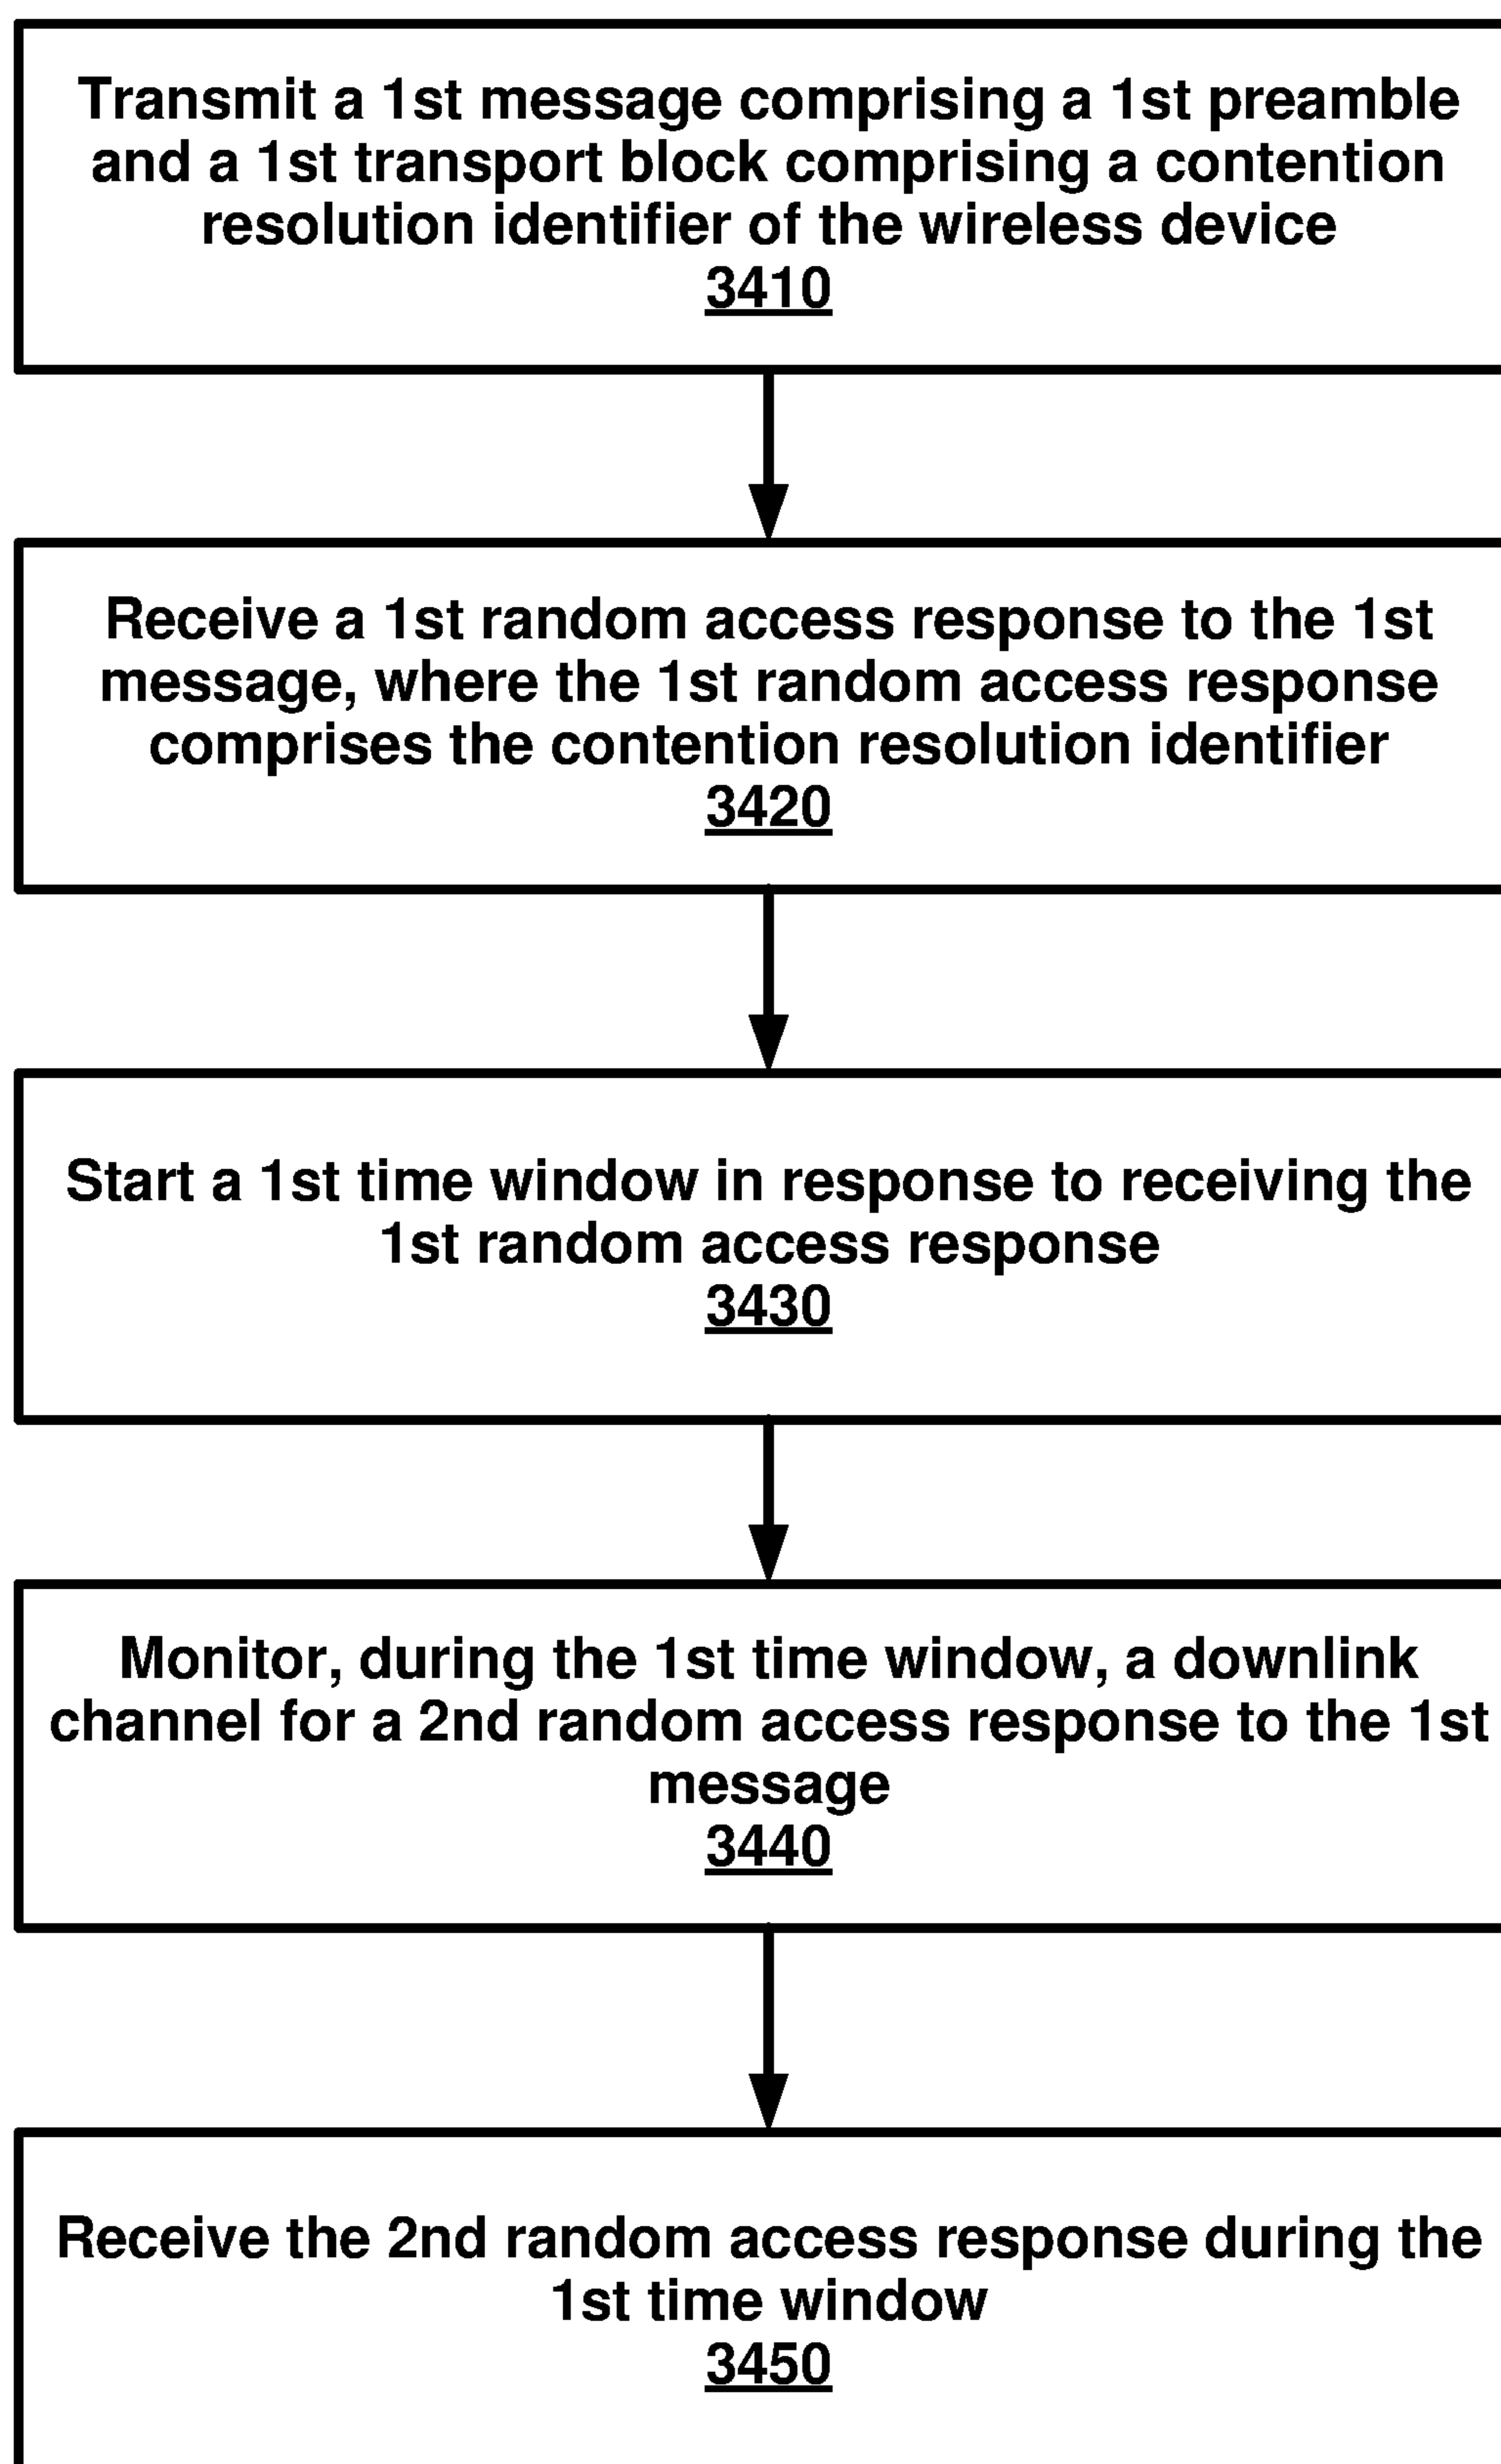 Transmit a 1st message comprising a 1st preamble
and a 1st transport block comprising a contention
resolution identifier of the wireless device
3410
Receive a 1st random access response to the 1st
message, where the 1st random access response
comprises the contention resolution identifier
3420
Start a 1st time window in response to receiving the
1st random access response
3430
Monitor, during the 1st time window, a downlink
channel for a 2nd random access response to the 1st
message
3440
Receive the 2nd random access response during the
1st time window
3450